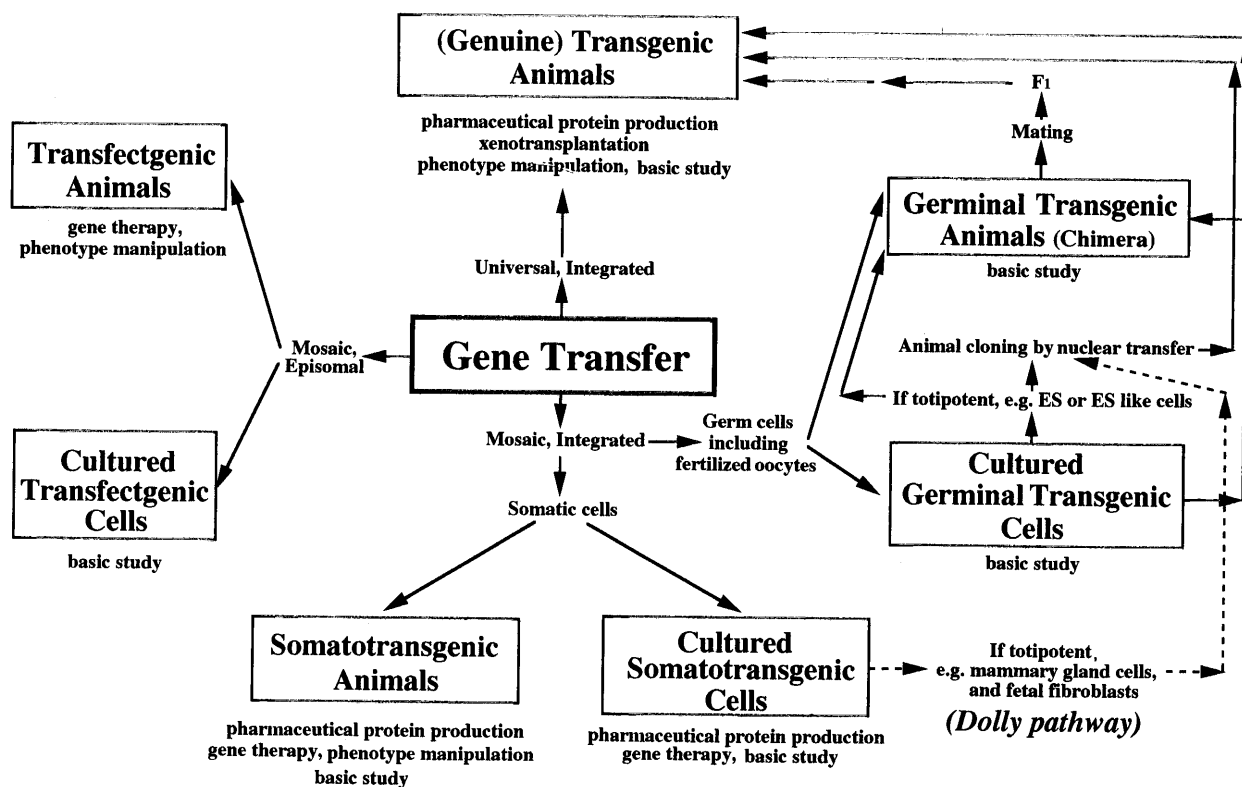 (Genuine) Transgenic
Animals
pharmaceutical protein production
xenotransplantation
phenotype manipulation, basic study
F1
Mating
Transfectgenic
Animals
gene therapy,
phenotype manipulation
Germinal Transgenic
Animals (Chimera)
basic study
Universal, Integrated
Gene Transfer
Mosaic,
Episomal
Animal cloning by nuclear transfer
If totipotent, e.g. ES or ES like cells
Mosaic, Integrated
Germ cells
including
fertilized oocytes
Cultured
Transfectgenic
Cells
basic study
Cultured
Germinal Transgenic
Cells
basic study
Somatic cells
Somatotransgenic
Animals
pharmaceutical protein production
gene therapy, phenotype manipulation
basic study
Cultured
Somatotransgenic
Cells
pharmaceutical protein production
gene therapy, basic study
If totipotent,
e.g. mammary gland cells,
and fetal fibroblasts
(Dolly pathway)